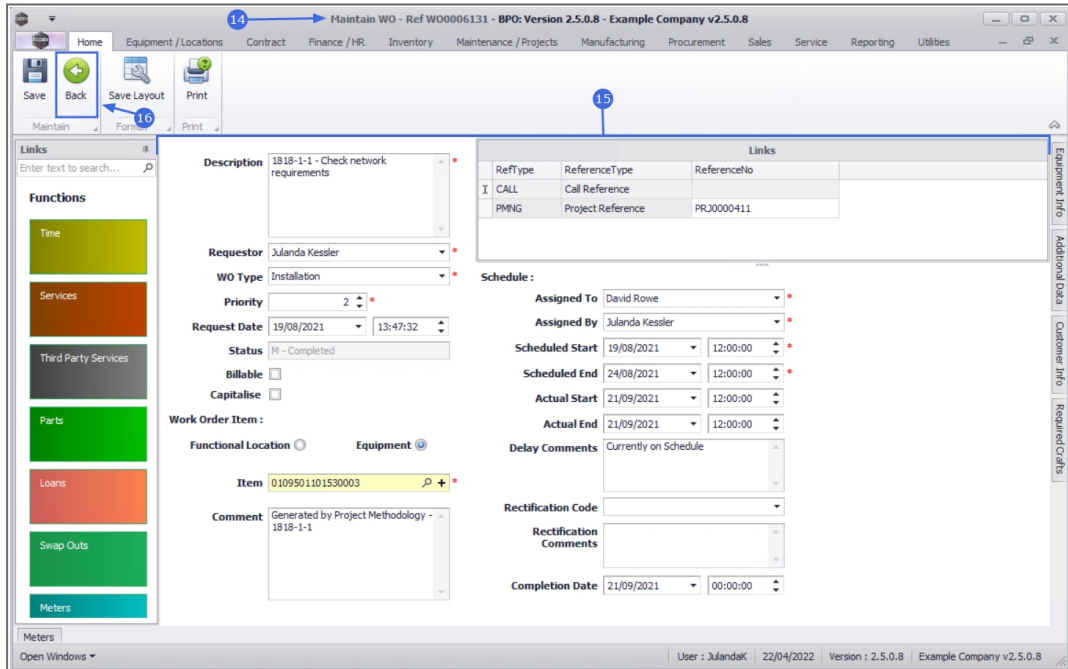 14
Maintain WO - Ref WO0006131 - BPO: Version 2.5.0.8 - Example Company v2.5.0.8
Home Equipment / Locations Contract Finance / HR Inventory Maintenance / Projects Manufacturing Procurement Sales Service Reporting Utilities
Save Back Save Layout Print
16
15
Maintain Format Print
Links
Enter text to search...
Functions
Time
Services
Third Party Services
Parts
Loans
Swap Outs
Meters
Description 1818-1-1 - Check network requirements *
Requestor Julanda Kessler *
WO Type Installation *
Priority 2 *
Request Date 19/08/2021 13:47:32
Status M - Completed
Billable
Capitalise
Work Order Item :
Functional Location Equipment
Item 0109501101530003 *
Comment Generated by Project Methodology - 1818-1-1
Links
RefType ReferenceType ReferenceNo
CALL Call Reference
PMNG Project Reference PRJ0000411
Schedule :
Assigned To David Rowe *
Assigned By Julanda Kessler *
Scheduled Start 19/08/2021 12:00:00 *
Scheduled End 24/08/2021 12:00:00 *
Actual Start 21/09/2021 12:00:00
Actual End 21/09/2021 12:00:00
Delay Comments Currently on Schedule
Rectification Code
Rectification Comments
Completion Date 21/09/2021 00:00:00
Equipment Info
Additional Data
Customer Info
Required Crafts
Meters
Open Windows User : JulandaK 22/04/2022 Version : 2.5.0.8 Example Company v2.5.0.8